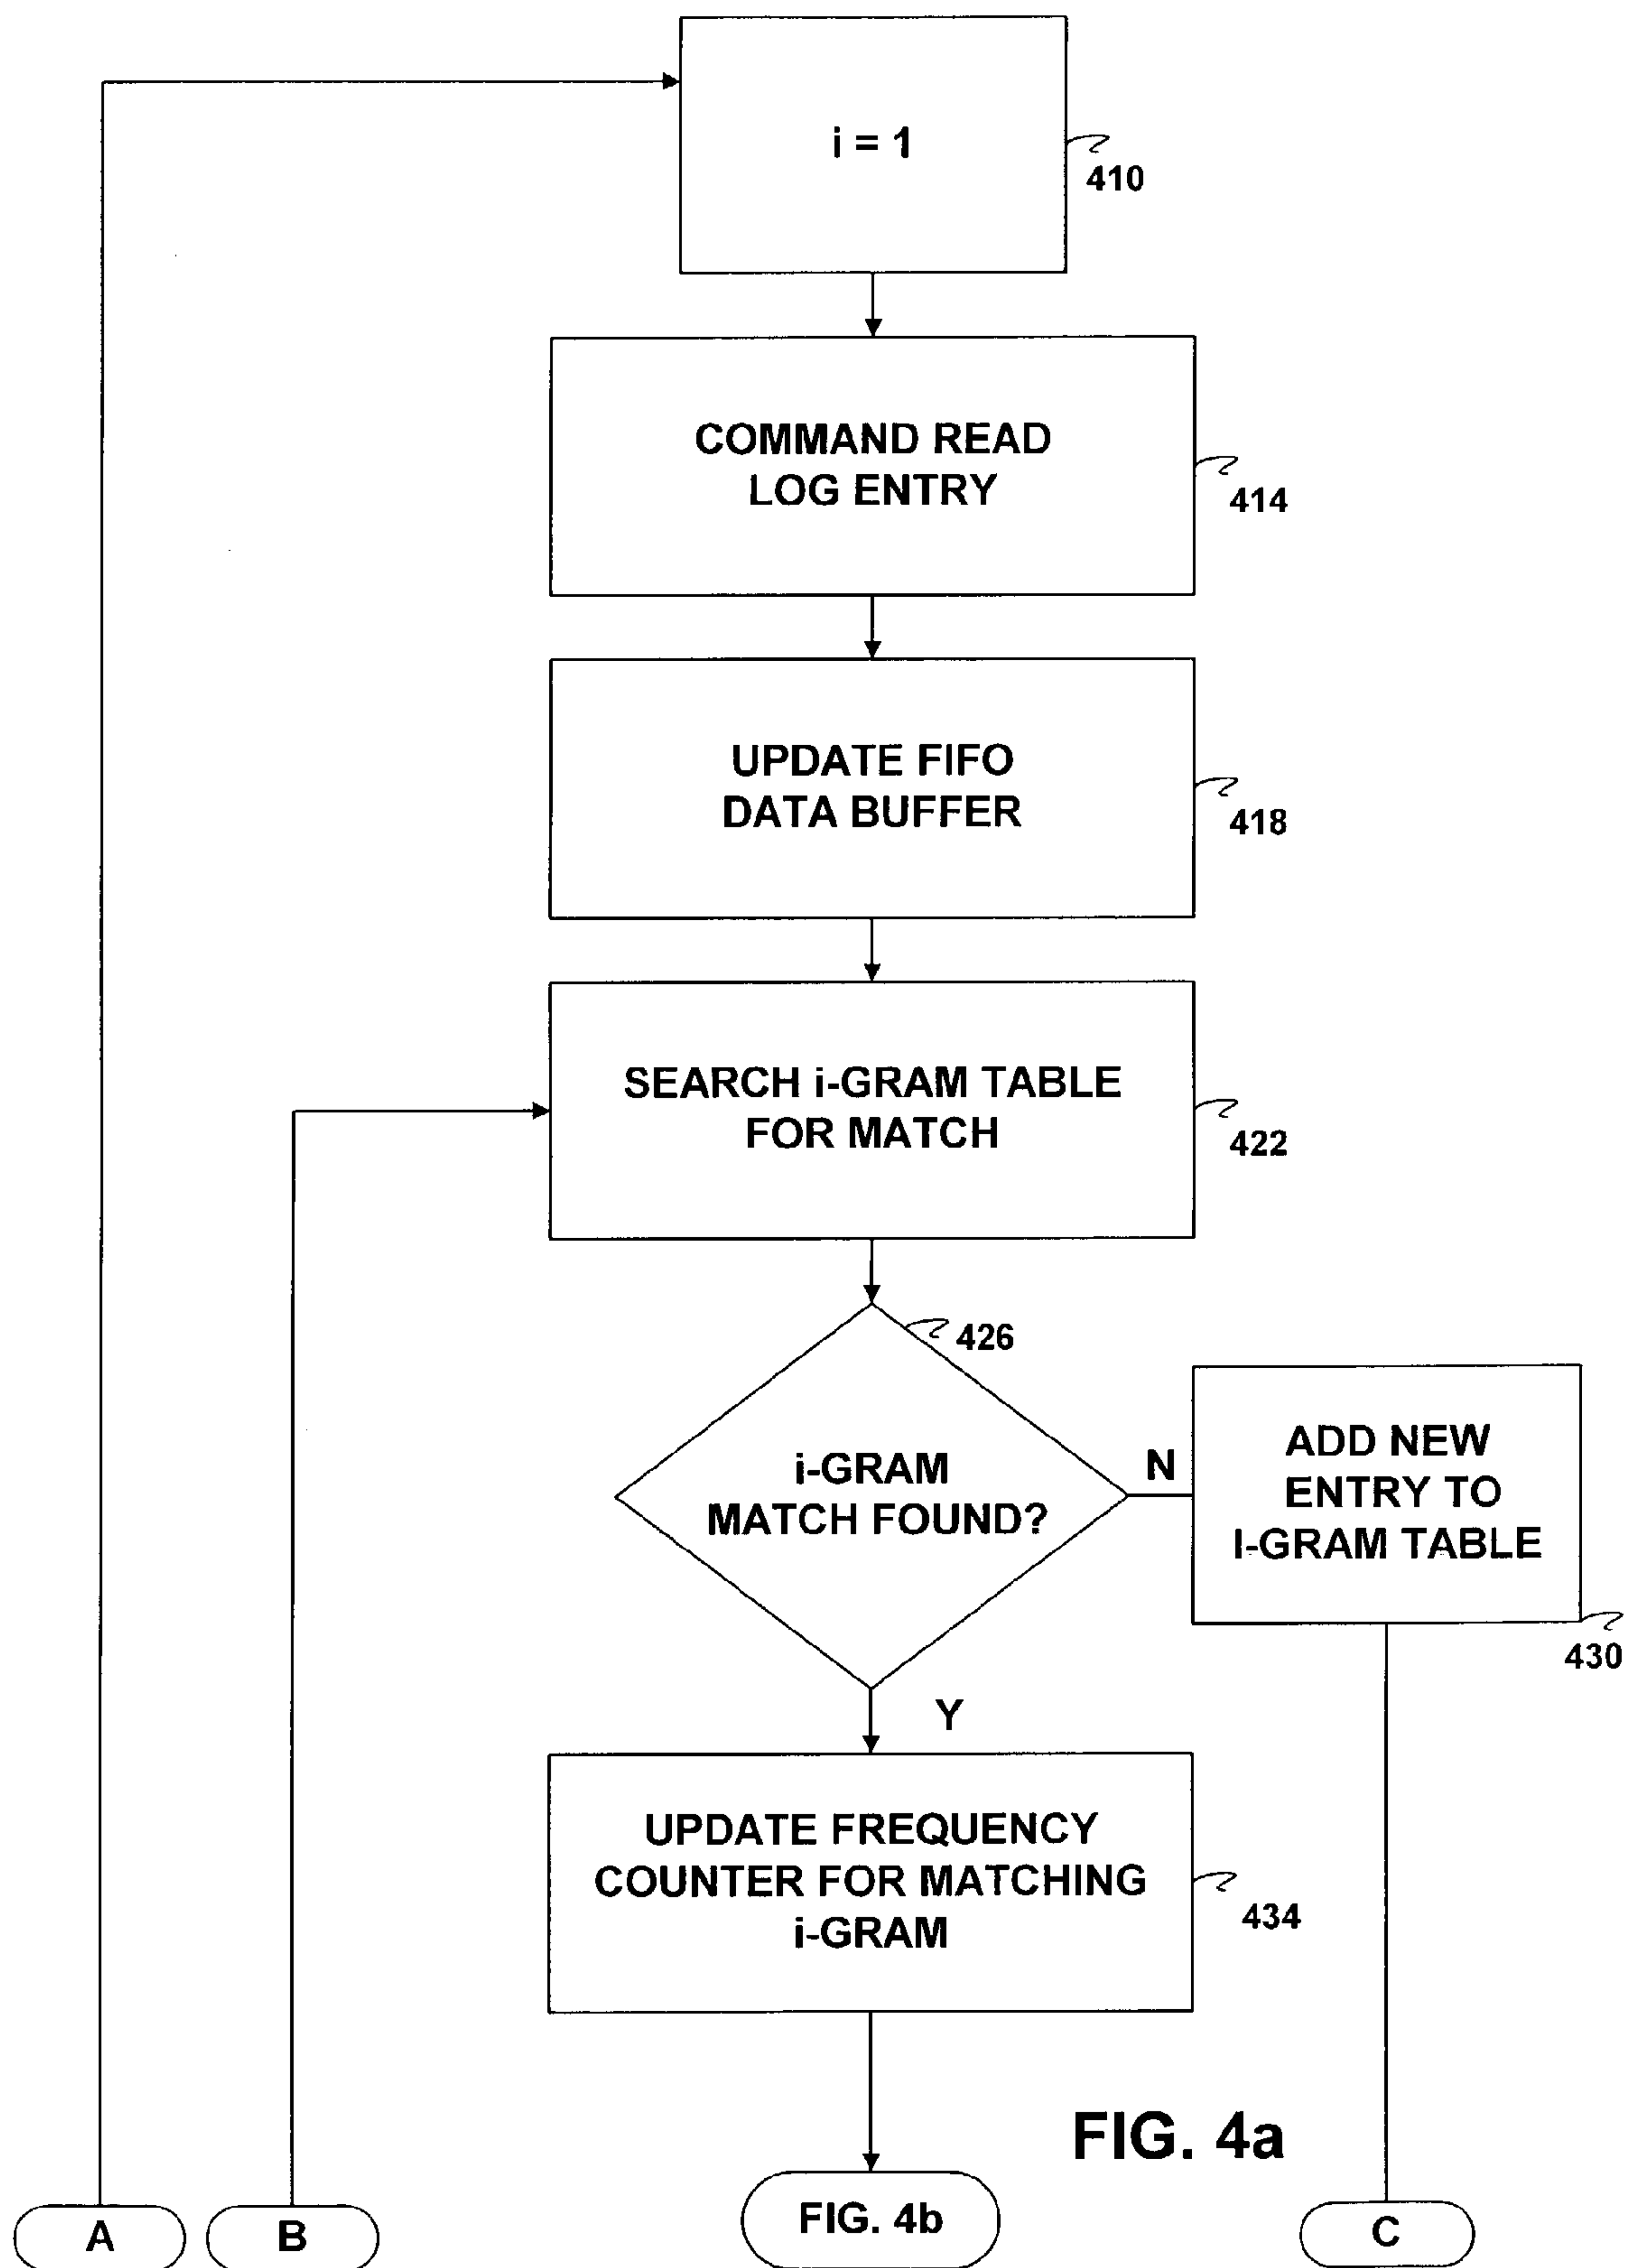 i = 1
410
COMMAND READ
LOG ENTRY
414
UPDATE FIFO
DATA BUFFER
418
SEARCH i-GRAM TABLE
FOR MATCH
422
426
i-GRAM
MATCH FOUND?
N
ADD NEW
ENTRY TO
I-GRAM TABLE
430
Y
UPDATE FREQUENCY
COUNTER FOR MATCHING
i-GRAM
434
FIG. 4a
A
B
FIG. 4b
C